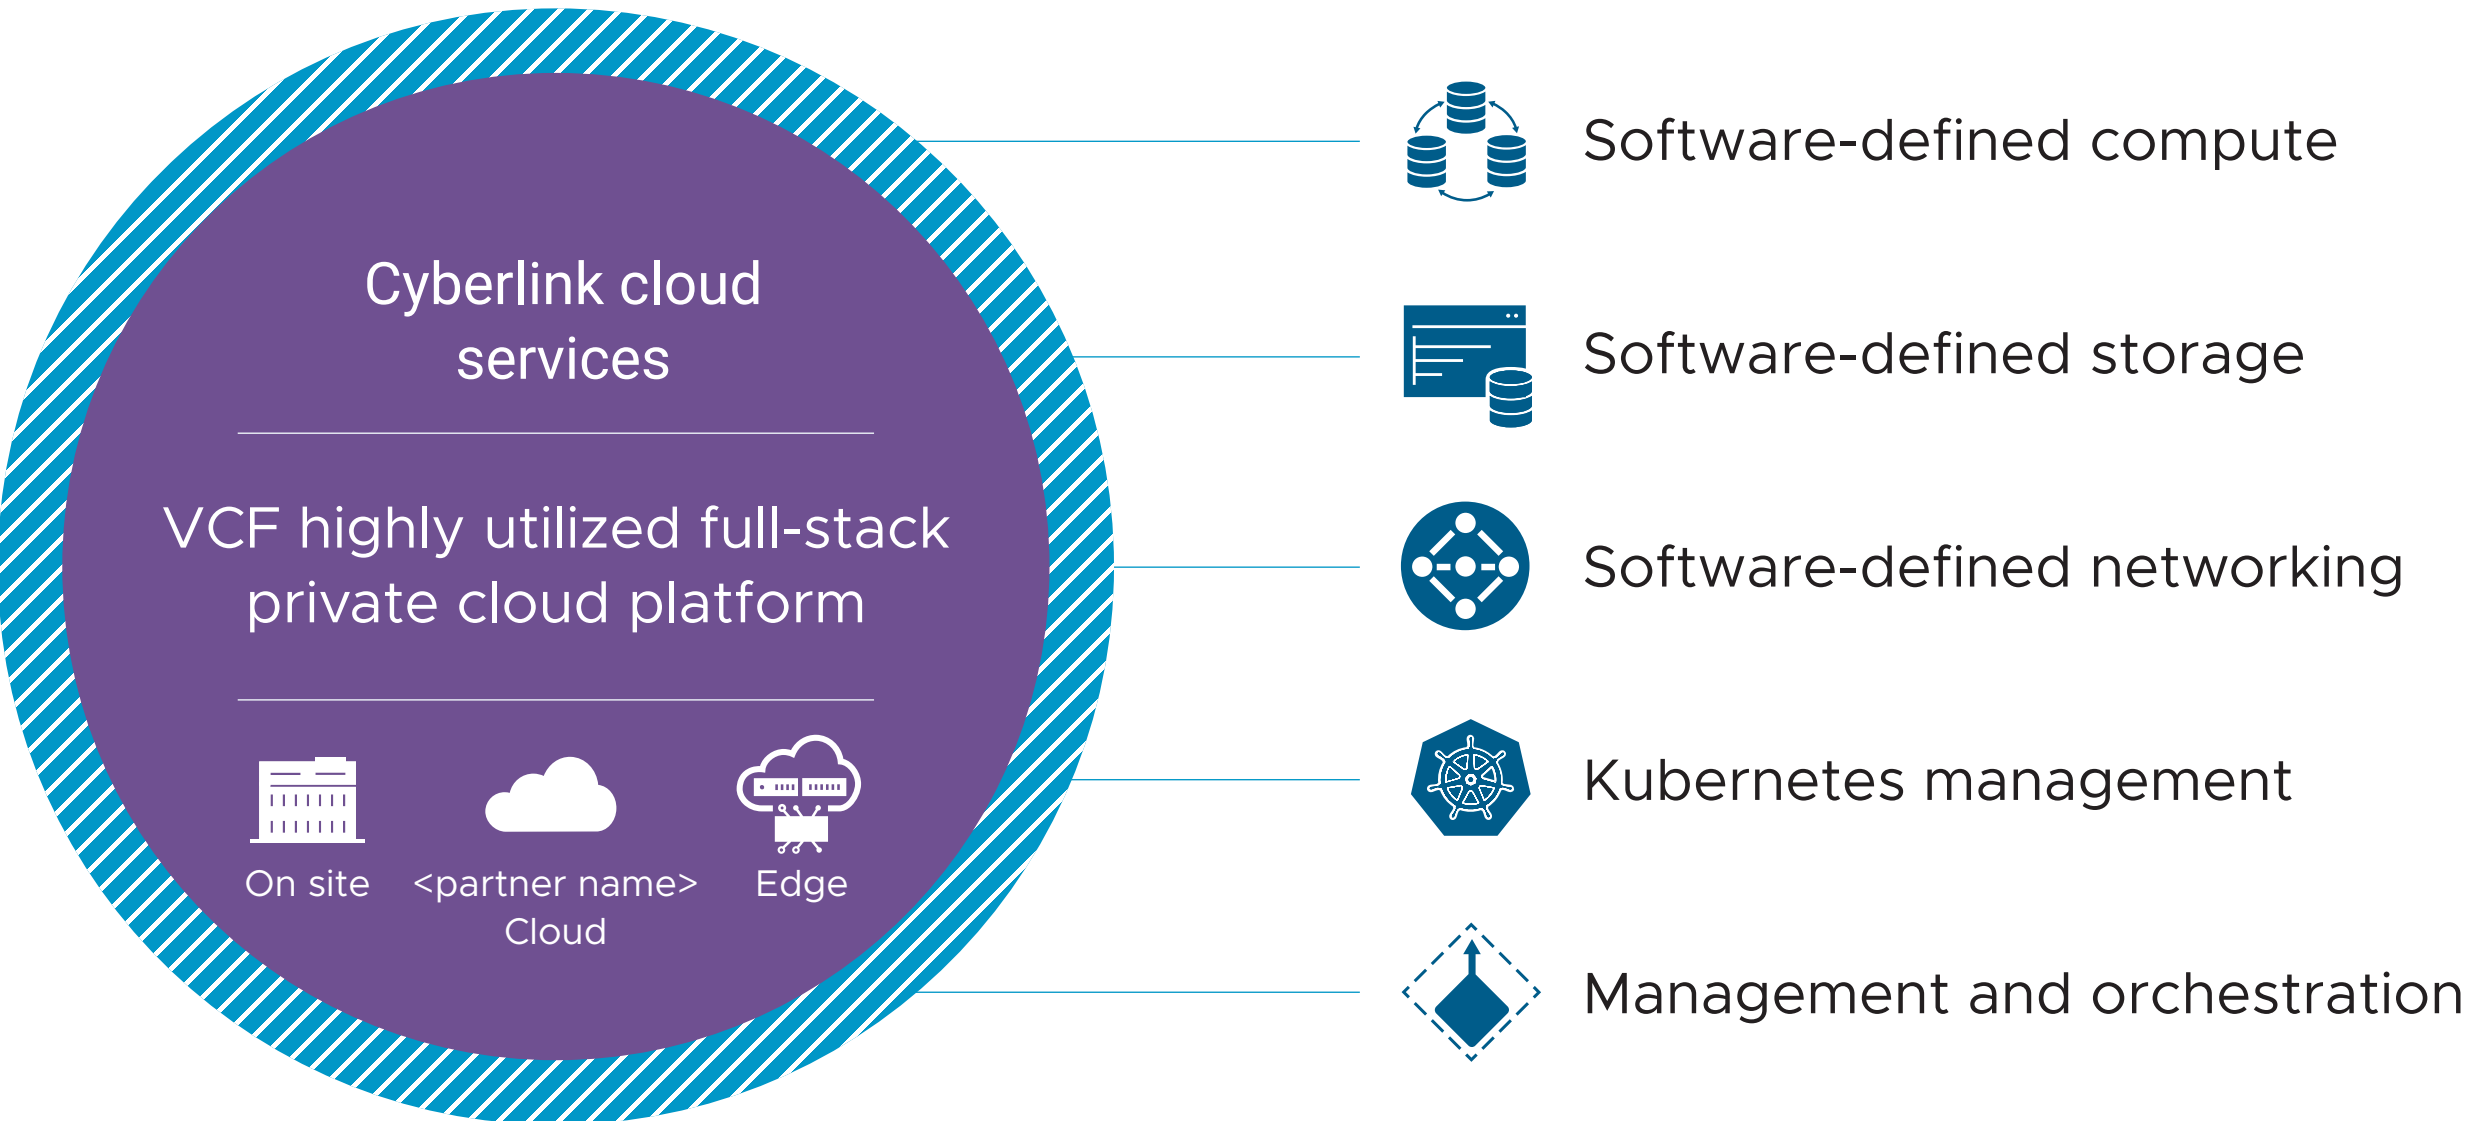 Cyberlink cloud
services
VCF highly utilized full-stack
private cloud platform
On site
<partner name>
Cloud
Edge
Software-defined compute
Software-defined storage
Software-defined networking
Kubernetes management
Management and orchestration